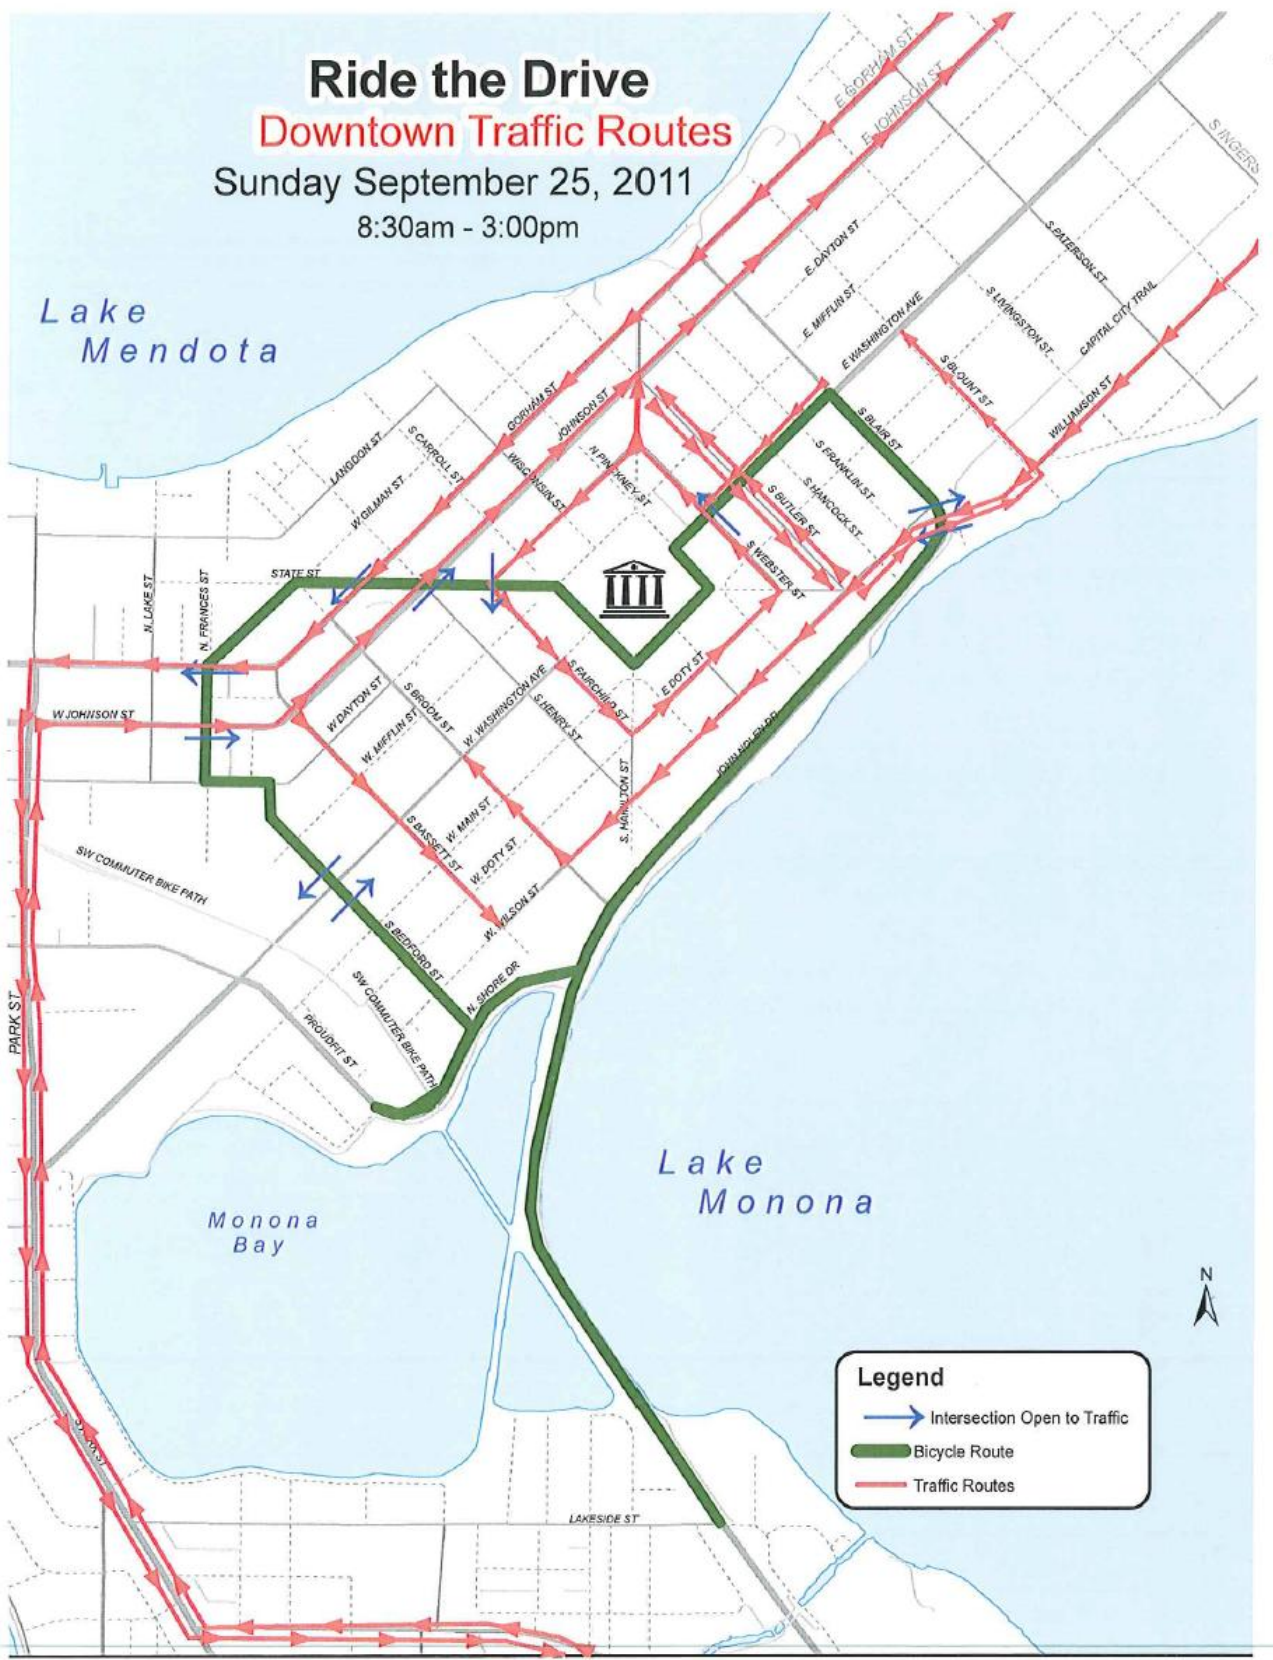 Ride the Drive
Downtown Traffic Routes
Sunday September 25, 2011
8:30am - 3:00pm
Lake
Mendota
E GORHAM ST
E JOHNSON ST
S INGERS
E. DAYTON ST
S.PATERSON ST
E. MIFFLIN ST
S LIVINGSTON ST
CAPITAL CITY TRAIL
E WASHINGTON AVE
S BLOUNT ST
WILLIAMSON ST
GORHAM ST
JOHNSON ST
S BLAIR ST
LANGDON ST
S CARROLL ST
WISCONSIN ST
N PINCKNEY ST
S FRANKLIN ST
W GILMAN ST
S HANCOCK ST
S BUTLER ST
S WEBSTER ST
STATE ST
N. LAKE ST
N. FRANCES ST
W JOHNSON ST
W DAYTON ST
S BROOM ST
W. WASHINGTON AVE
S FAIRCHILD ST
E DOTY ST
S HENRY ST
W. MIFFLIN ST
JOHN NOLEN DR
S. HAMILTON ST
S BASSETT ST
W. MAIN ST
W. DOTY ST
SW COMMUTER BIKE PATH
W. WILSON ST
S BEDFORD ST
N. SHORE DR
SW COMMUTER BIKE PATH
PARK ST
PROUDFIT ST
Lake
Monona
Monona
Bay
N
Legend
Intersection Open to Traffic
Bicycle Route
Traffic Routes
S PARK ST
LAKESIDE ST